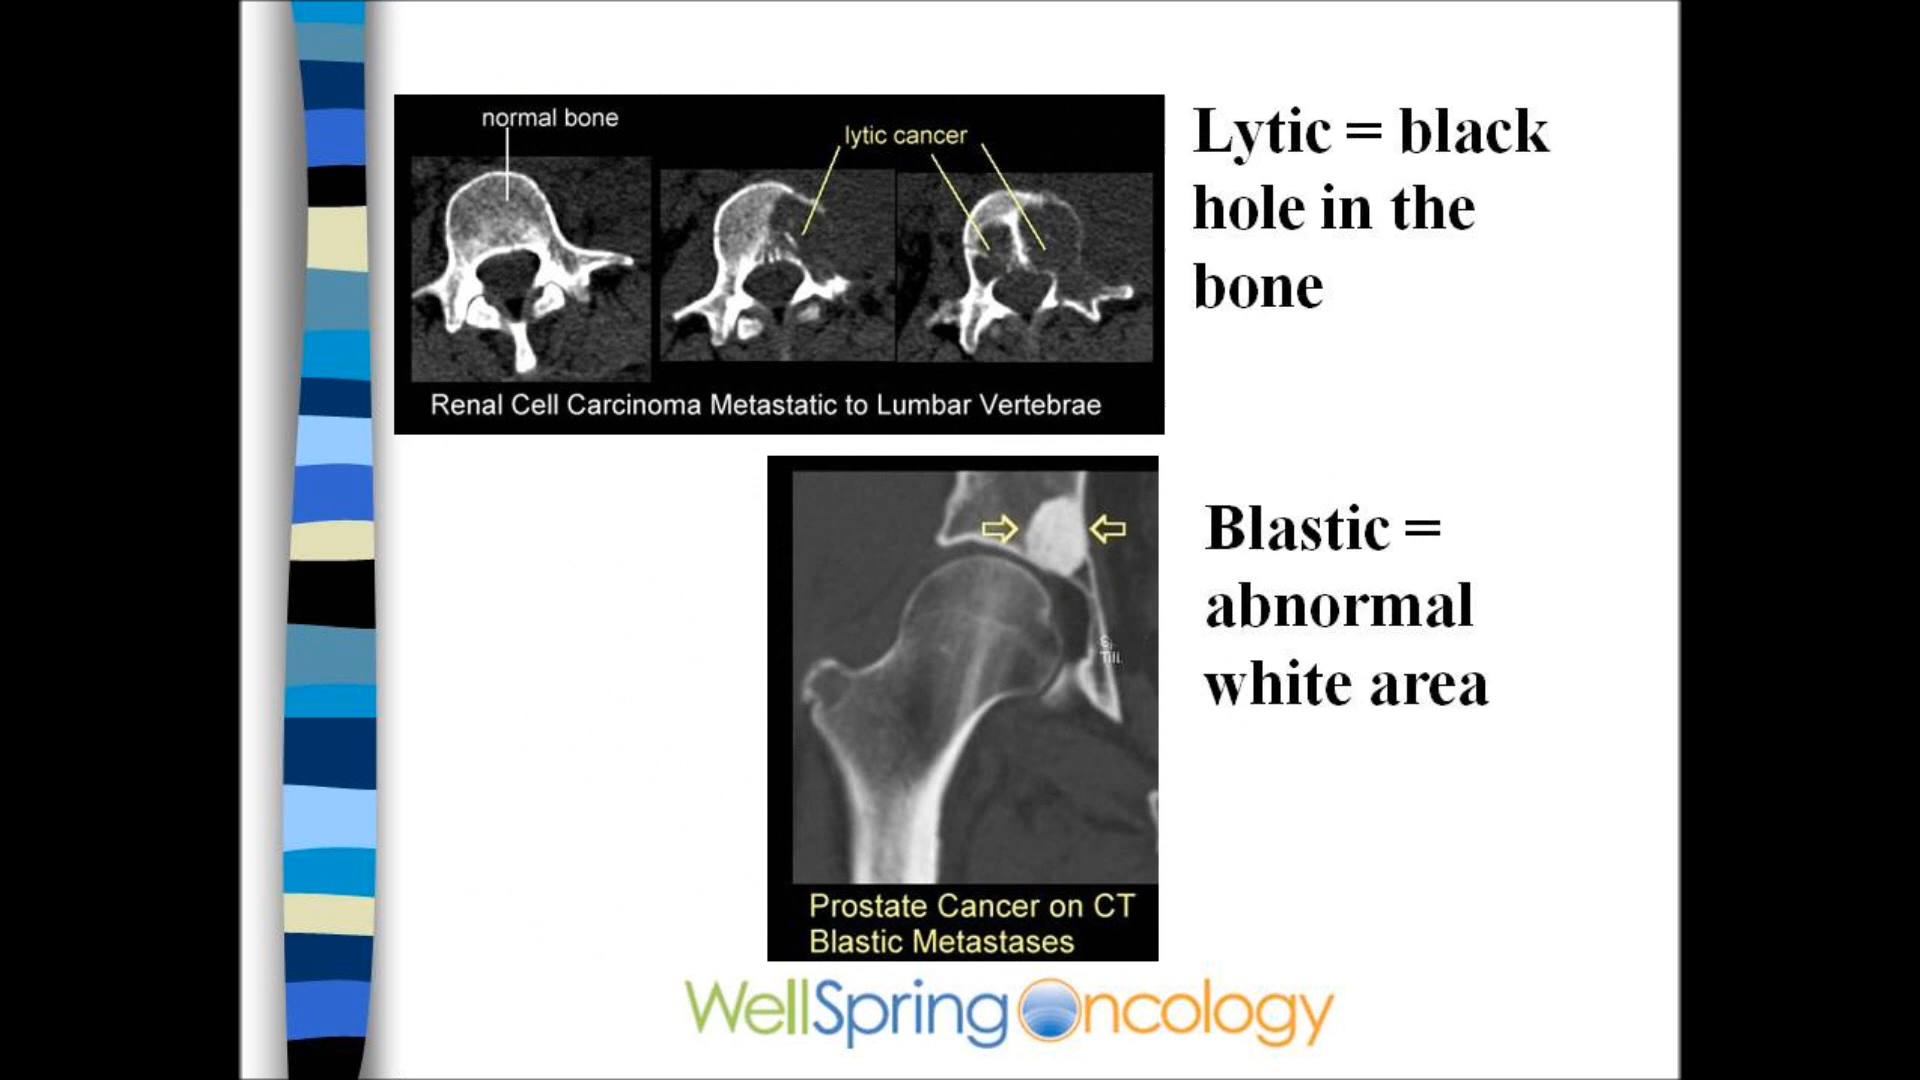 normal bone
lytic cancer
Renal Cell Carcinoma Metastatic to Lumbar Vertebrae
Lytic = black
hole in the
bone
Prostate Cancer on CT
Blastic Metastases
Blastic =
abnormal
white area
WellSpring Oncology